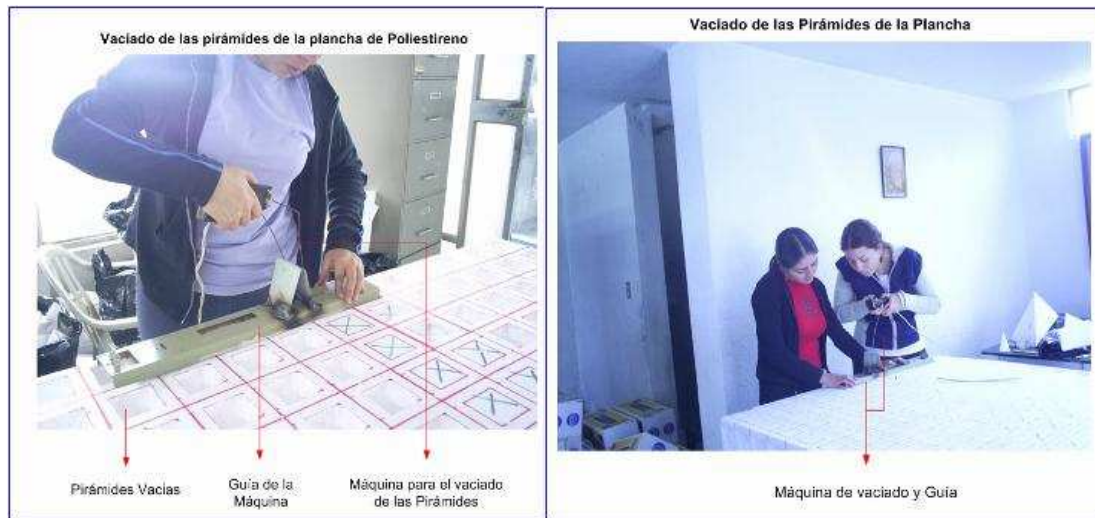 Vaciado de las pirámides de la plancha de Poliestireno
Pirámides Vacias
Guía de la
Máquina
Máquina para el vaciado
de las Pirámides
Vaciado de las Pirámides de la Plancha
Máquina de vaciado y Guía